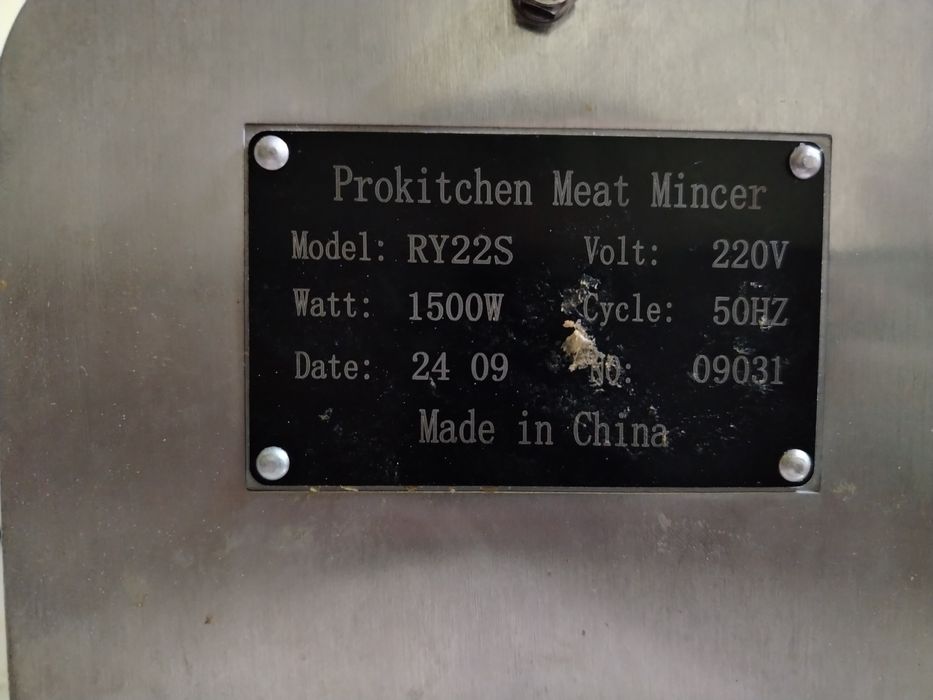 Prokitchen Meat Mincer
Model: RY22S Volt: 220V
Watt: 1500W Cycle: 50HZ
Date: 24 09 NO: 09031
Made in China